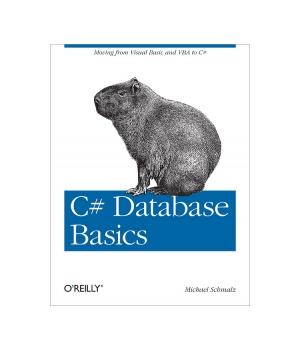 Moving from Visual Basic and VBA to C#
C# Database
Basics
O'REILLY®
Michael Schmalz